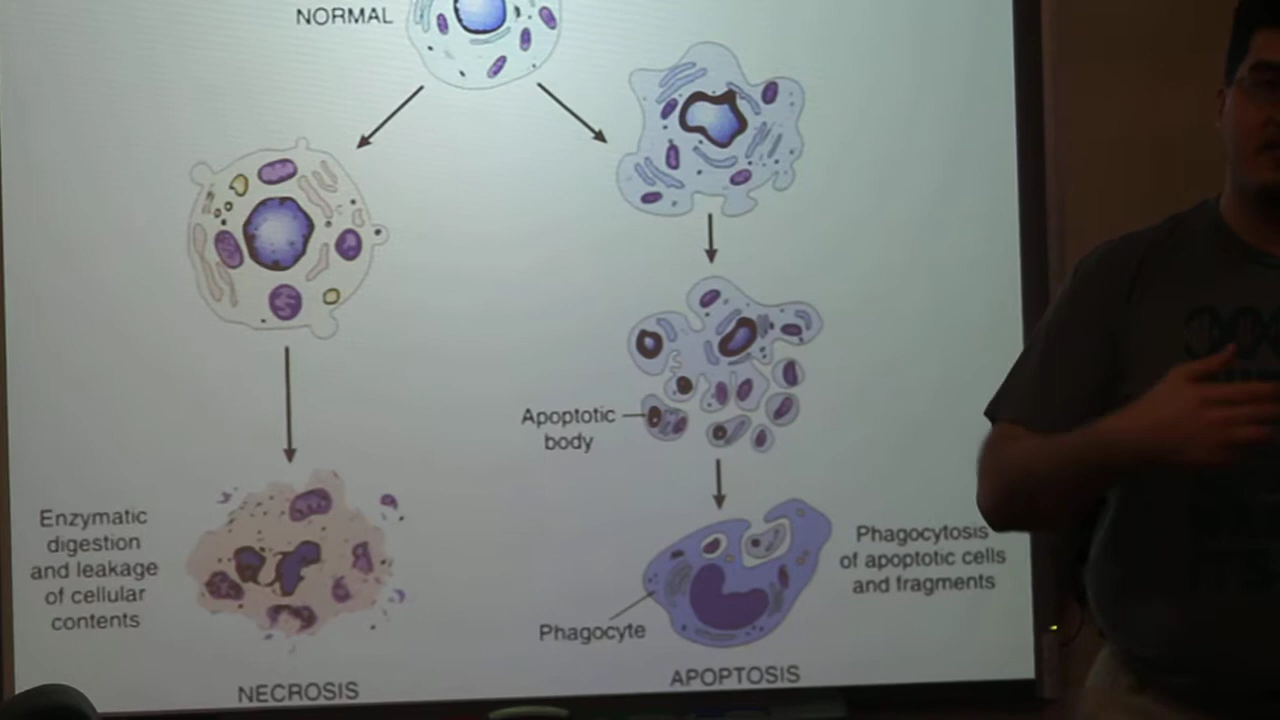 NORMAL
Apoptotic
body
Enzymatic
digestion
and leakage
of cellular
contents
Phagocytosis
of apoptotic cells
and fragments
Phagocyte
NECROSIS
APOPTOSIS